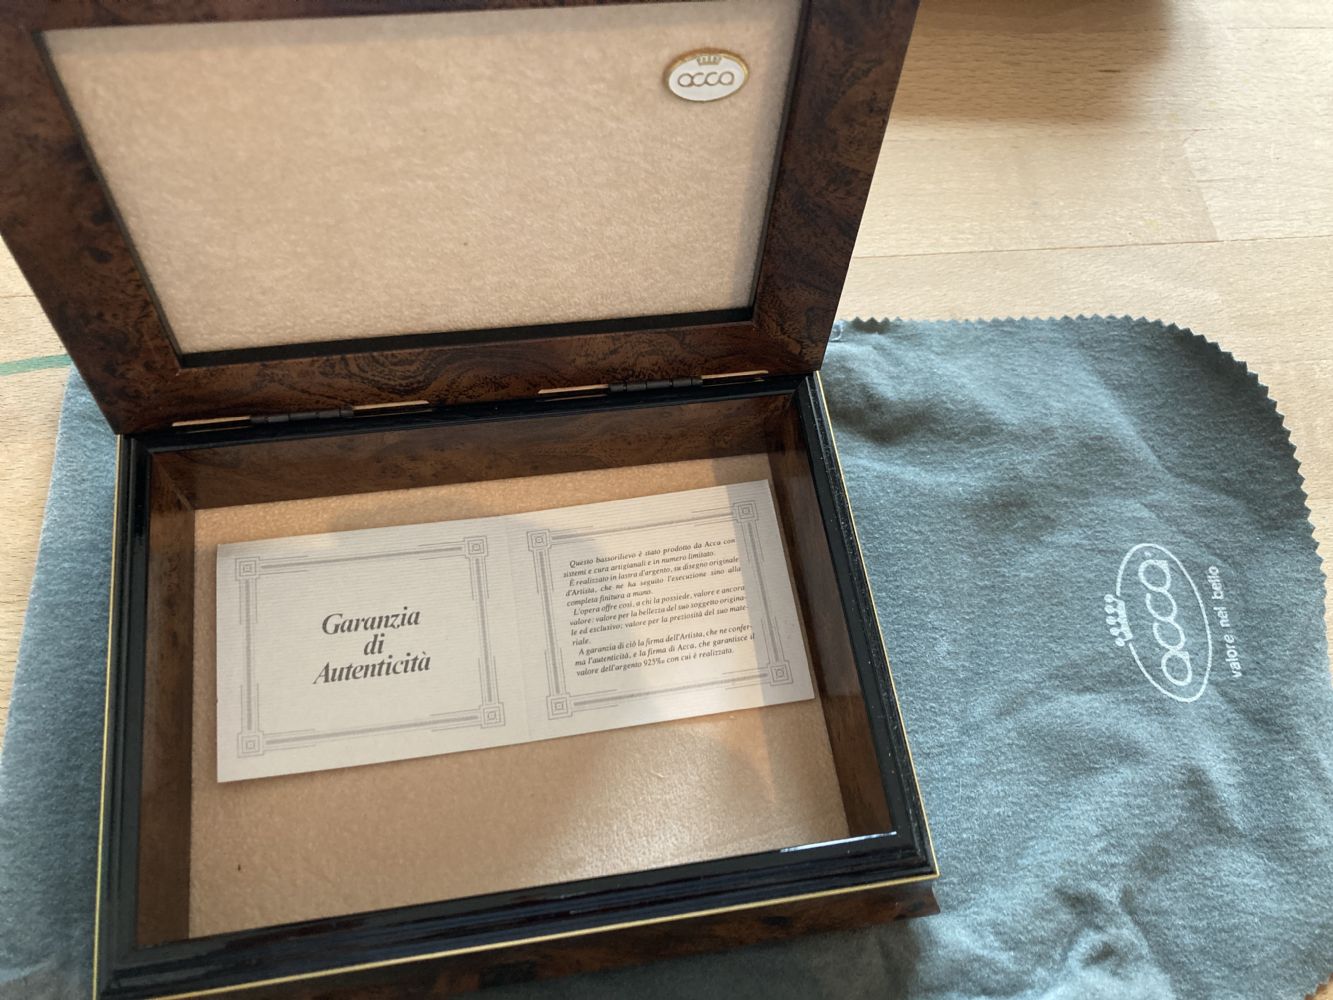 acca
Garanzia
di
Autenticità
Questo bassorilievo è stato prodotto da Acca con
sistemi e cura artigianali e in numero limitato.
È realizzato in lastra d'argento, su disegno originale
d'Artista, che ne ha seguito l'esecuzione sino alla
completa finitura a mano.
L'opera offre così, a chi la possiede, valore e ancora
valore: valore per la bellezza del suo soggetto origina-
le ed esclusivo; valore per la preziosità del suo mate-
riale.
A garanzia di ciò la firma dell'Artista, che ne confer-
ma l'autenticità, e la firma di Acca, che garantisce il
valore dell'argento 925‰ con cui è realizzato.
acca
valore nel bello